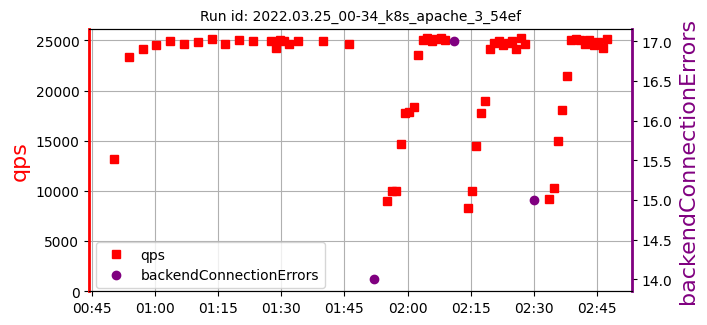 Run id: 2022.03.25_00-34_k8s_apache_3_54ef
25000
20000
15000
10000
5000
0
qps
17.0
16.5
16.0
15.5
15.0
14.5
14.0
backendConnectionErrors
qps
backendConnectionErrors
00:45 01:00 01:15 01:30 01:45 02:00 02:15 02:30 02:45